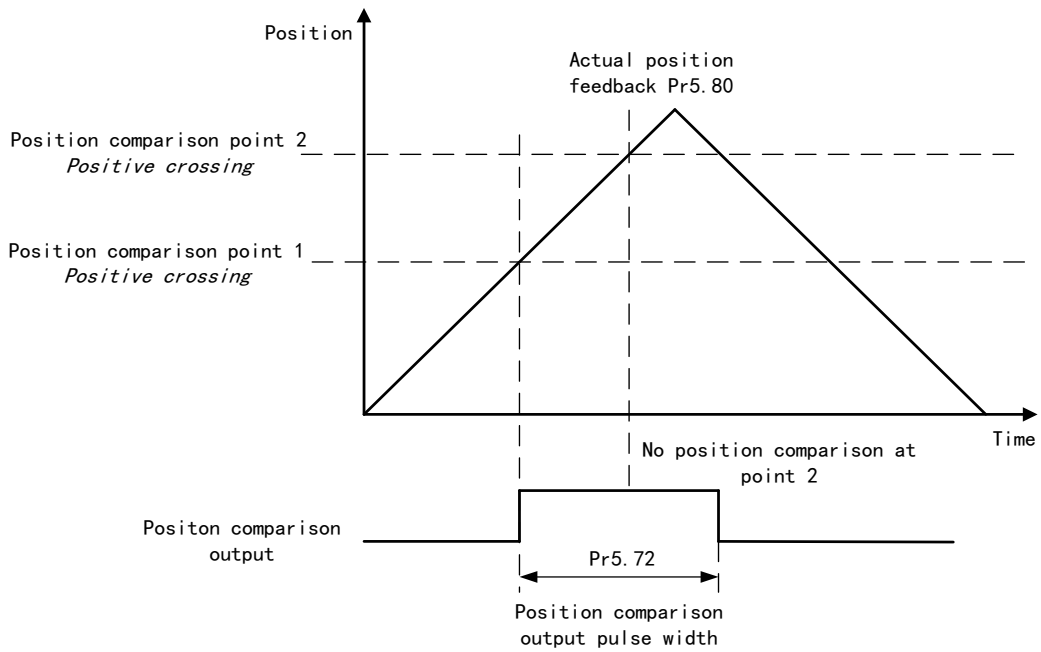 Position
Actual position
feedback Pr5.80
Position comparison point 2
Positive crossing
Position comparison point 1
Positive crossing
Time
No position comparison at
point 2
Positon comparison
output
Pr5.72
Position comparison
output pulse width